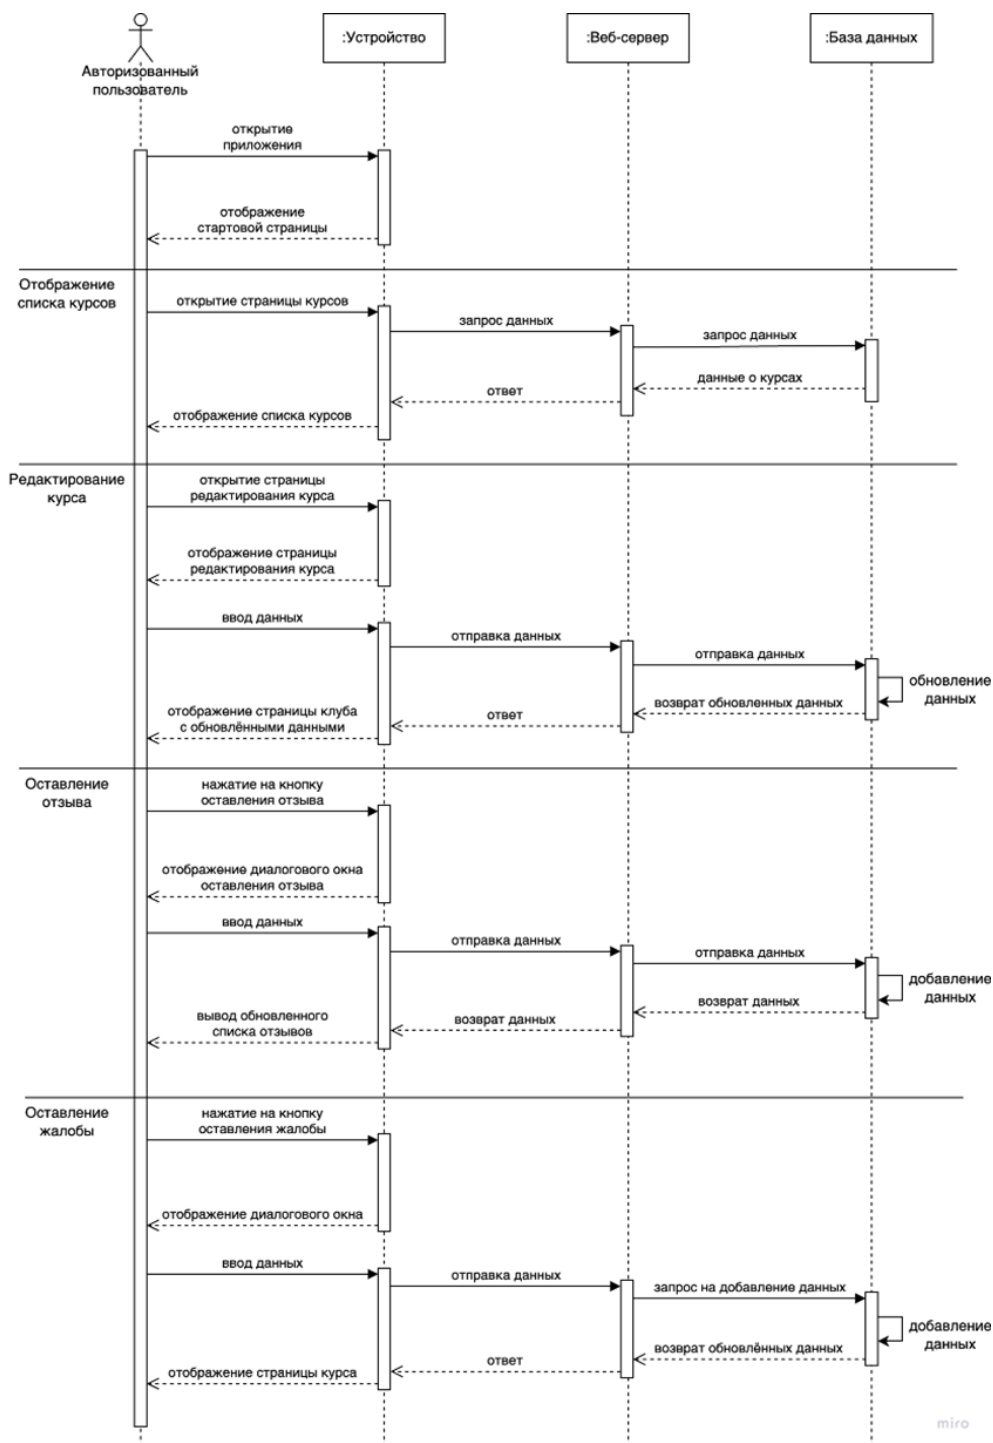 :Устройство
:Веб-сервер
:База данных
Авторизованный
пользователь
открытие
приложения
отображение
стартовой страницы
Отображение
списка курсов
открытие страницы курсов
запрос данных
запрос данных
данные о курсах
ответ
отображение списка курсов
Редактирование
курса
открытие страницы
редактирования курса
отображение страницы
редактирования курса
ввод данных
отправка данных
отправка данных
обновление
данных
возврат обновленных данных
ответ
отображение страницы клуба
с обновлёнными данными
Оставление
отзыва
нажатие на кнопку
оставления отзыва
отображение диалогового окна
оставления отзыва
ввод данных
отправка данных
отправка данных
добавление
данных
возврат данных
возврат данных
вывод обновленного
списка отзывов
Оставление
жалобы
нажатие на кнопку
оставления жалобы
отображение диалогового окна
ввод данных
отправка данных
запрос на добавление данных
добавление
данных
возврат обновлённых данных
ответ
отображение страницы курса
miro